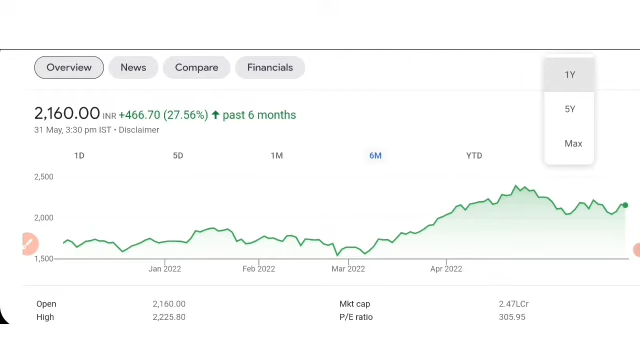 Overview News Compare Financials
1Y
5Y
Max
2,160.00 INR +466.70 (27.56%) ↑ past 6 months
31 May, 3:30 pm IST • Disclaimer
1D 5D 1M 6M YTD
2,500
2,000
1,500
Jan 2022 Feb 2022 Mar 2022 Apr 2022
Open 2,160.00 Mkt cap 2.47LCr
High 2,225.80 P/E ratio 305.95